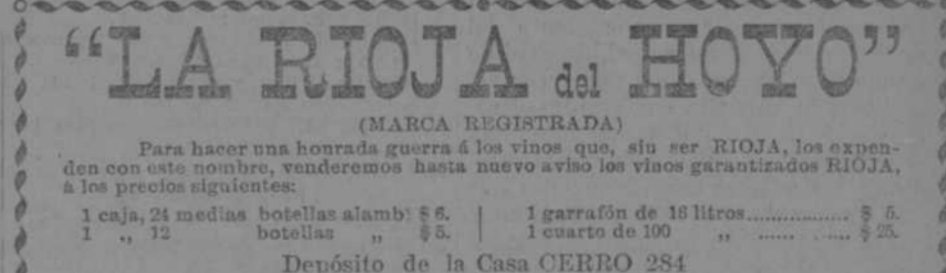 “LA RIOJA del HOYO”
(MARCA REGISTRADA)
Para hacer una honrada guerra á los vinos que, sin ser RIOJA, los expen-
den con este nombre, venderemos hasta nuevo aviso los vinos garantizados RIOJA,
á los precios siguientes:
1 caja, 24 medias botellas alamb: $ 6.
1 ,, 12 botellas ,, $ 5.
1 garrafón de 16 litros................. $ 5.
1 cuarto de 100 ,, ...... ..... $ 25.
Depósito de la Casa CERRO 284